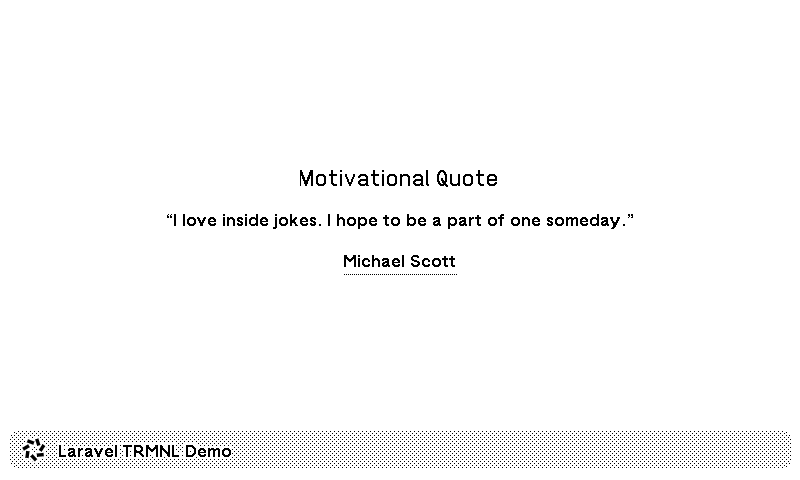 Motivational Quote
“I love inside jokes. I hope to be a part of one someday.”
Michael Scott
Laravel TRMNL Demo